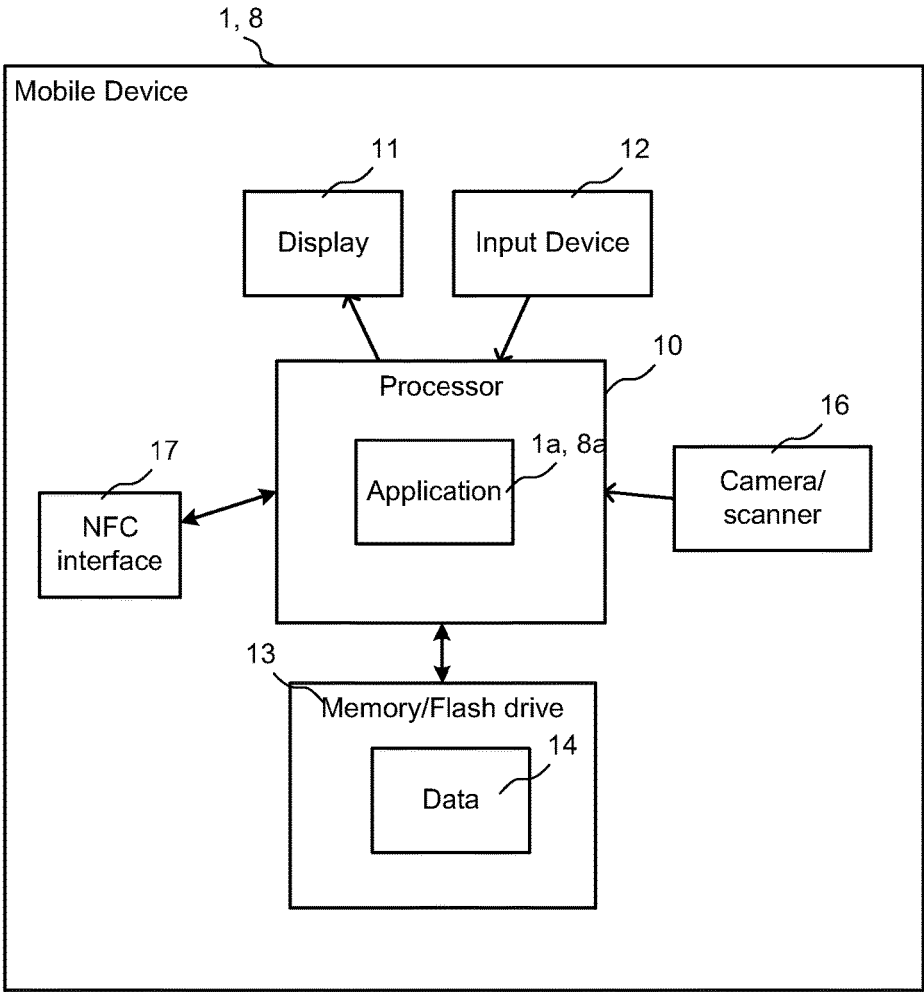 1, 8
Mobile Device
11
12
Display
Input Device
10
Processor
16
17
1a, 8a
Application
Camera/
scanner
NFC
interface
13
Memory/Flash drive
14
Data